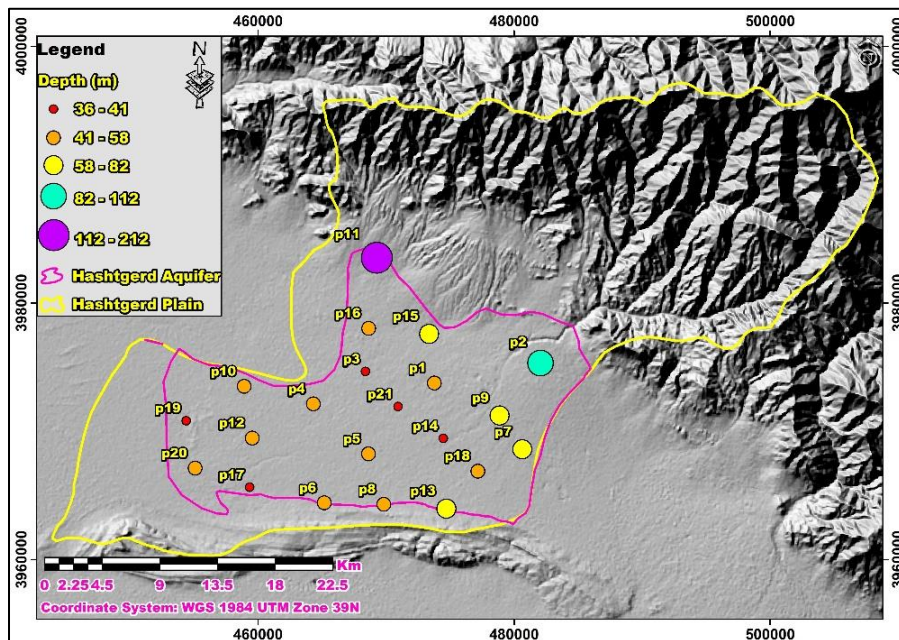 460000 480000 500000
4000000
4000000
Legend
N
Depth (m)
36 - 41
41 - 58
58 - 82
82 - 112
112 - 212
Hashtgerd Aquifer
Hashtgerd Plain
p11
3980000
3980000
p16 p15
p2
p3 p1
p10
p4 p21
p9
p19
p12 p14 p7
p5
p18
p20
p17
p6 p8 p13
3960000
3960000
Km
0 2.25 4.5 9 13.5 18 22.5
Coordinate System: WGS 1984 UTM Zone 39N
460000 480000 500000